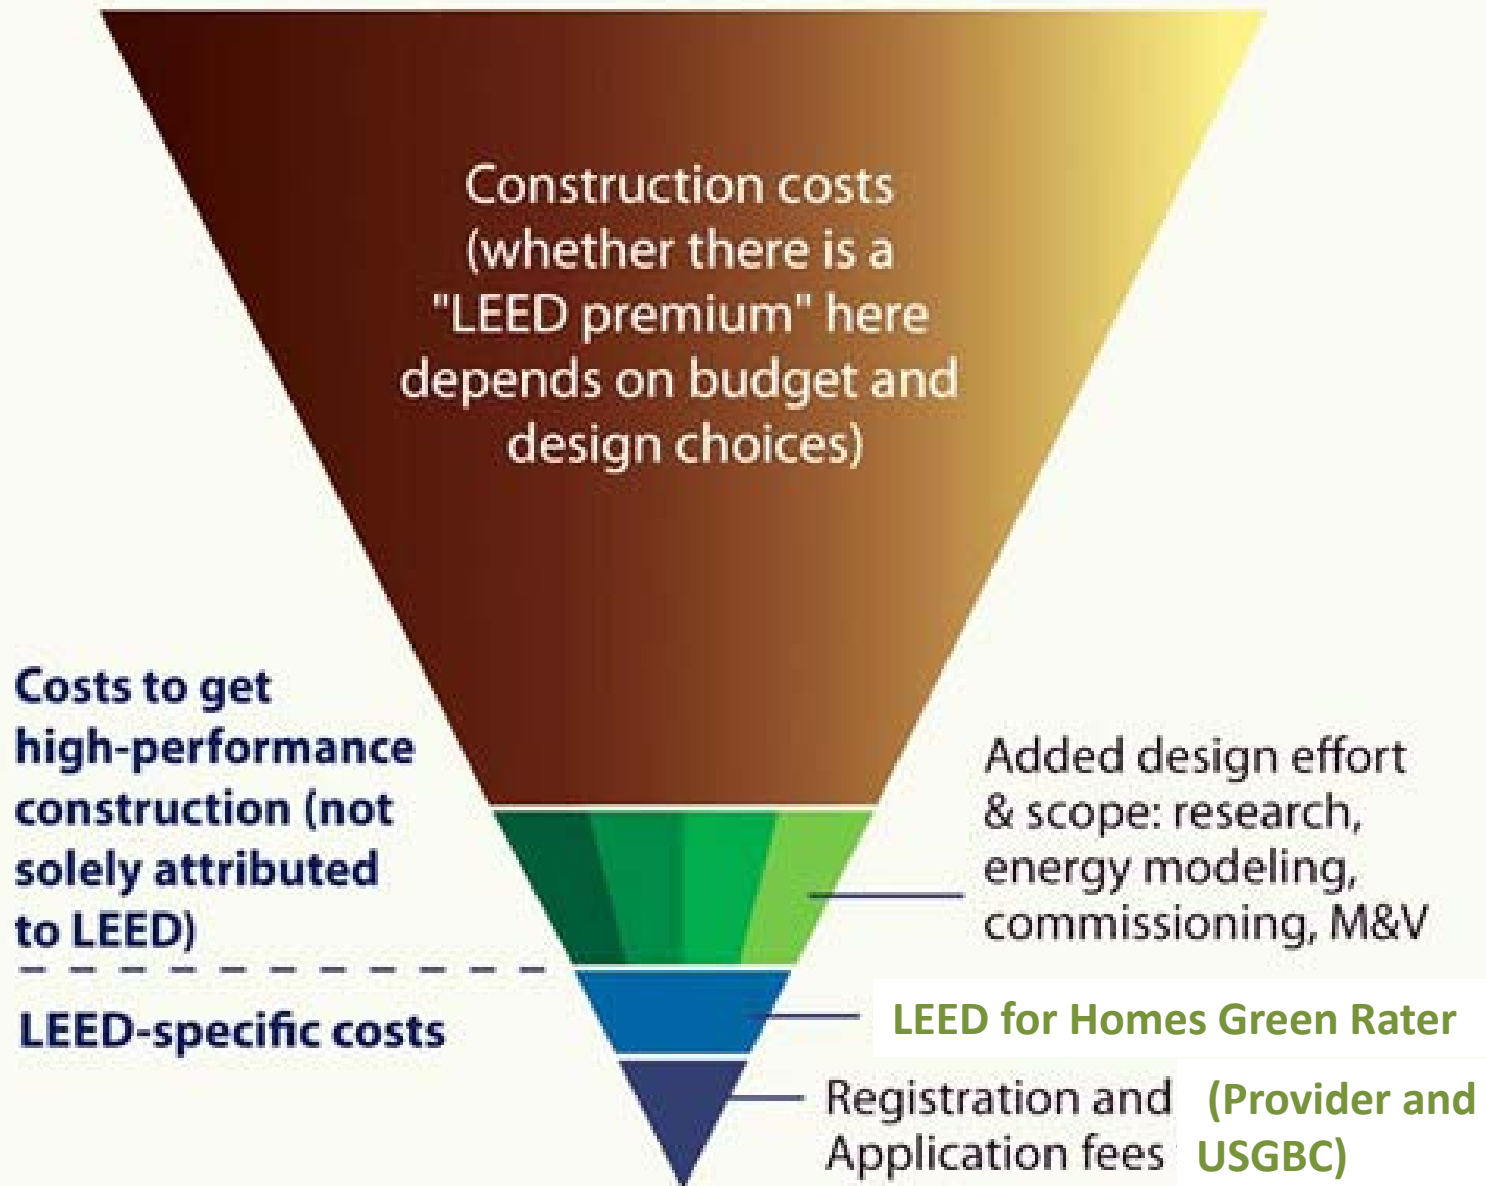 Construction costs
(whether there is a
"LEED premium" here
depends on budget and
design choices)
Costs to get
high-performance
construction (not
solely attributed
to LEED)
Added design effort
& scope: research,
energy modeling,
commissioning, M&V
LEED-specific costs
LEED for Homes Green Rater
Registration and (Provider and
Application fees USGBC)